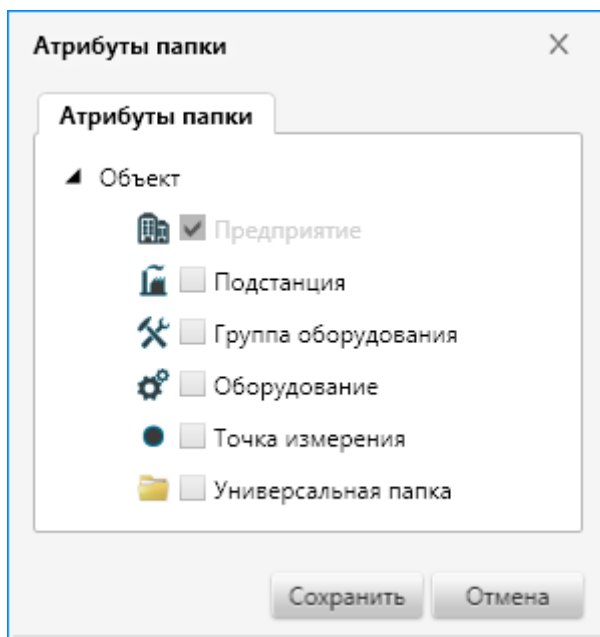 Атрибуты папки
Атрибуты папки
Объект
Предприятие
Подстанция
Группа оборудования
Оборудование
Точка измерения
Универсальная папка
Сохранить Отмена